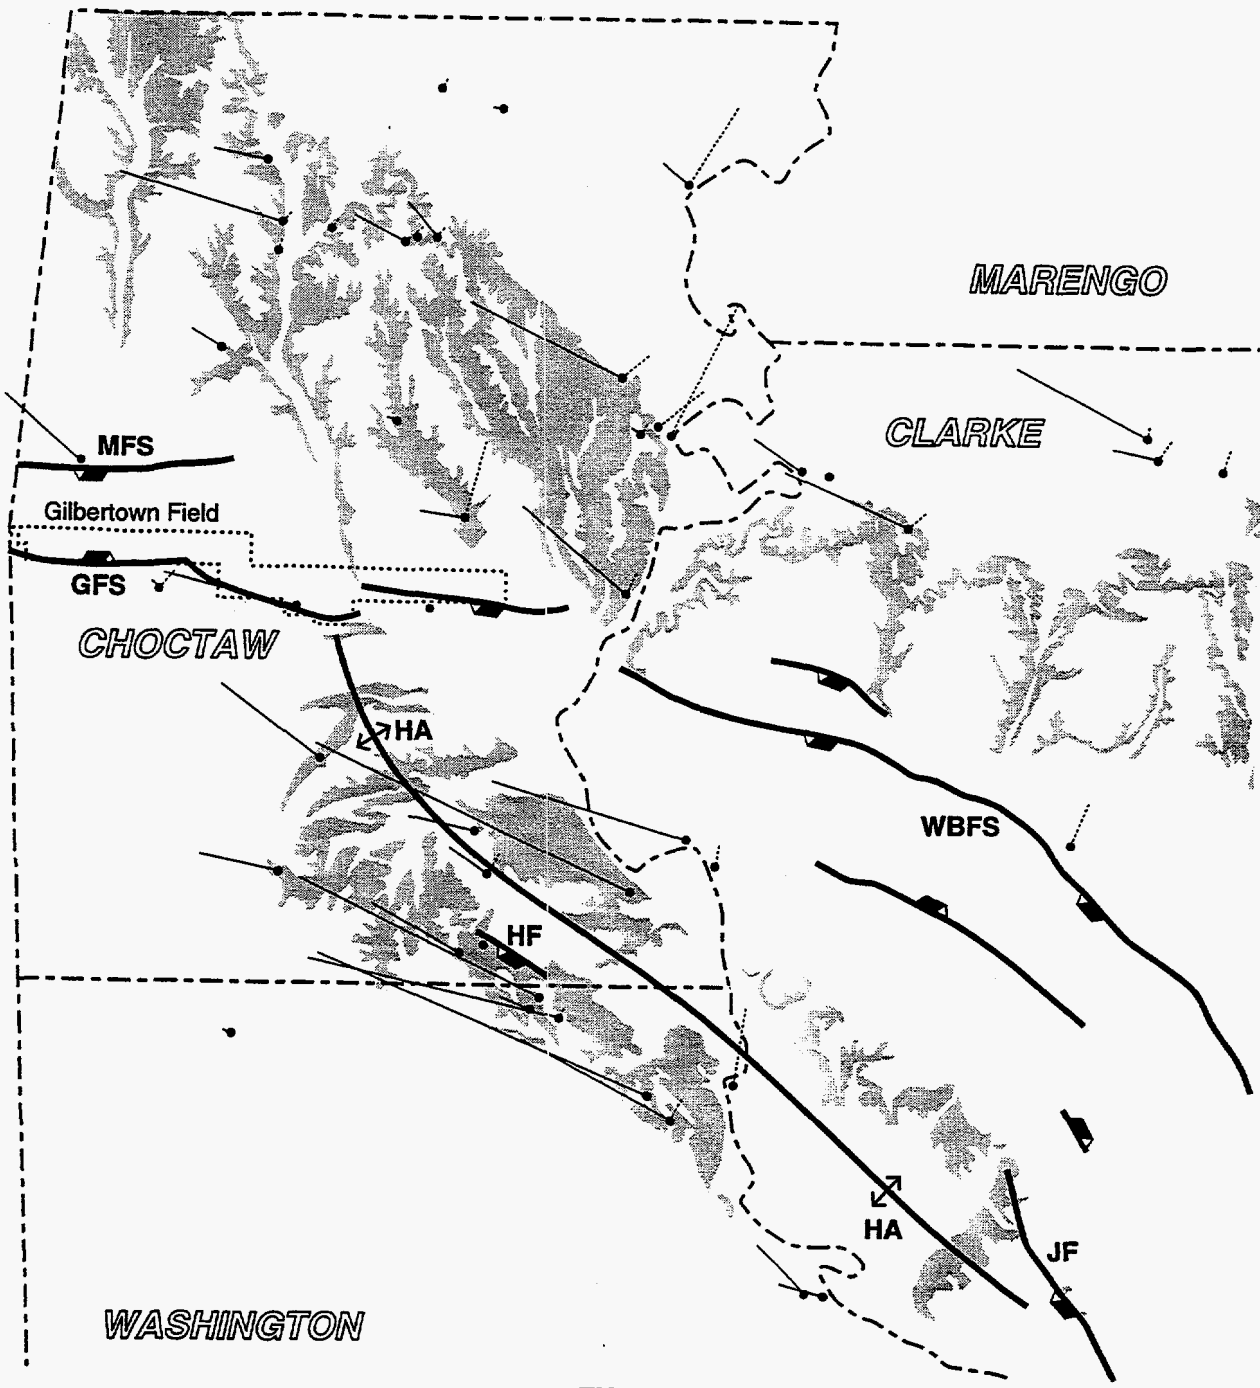 MARENGO
CLARKE
MFS
Gilbertown Field
GFS
CHOCTAW
HA
WBFS
HF
HA
JF
WASHINGTON